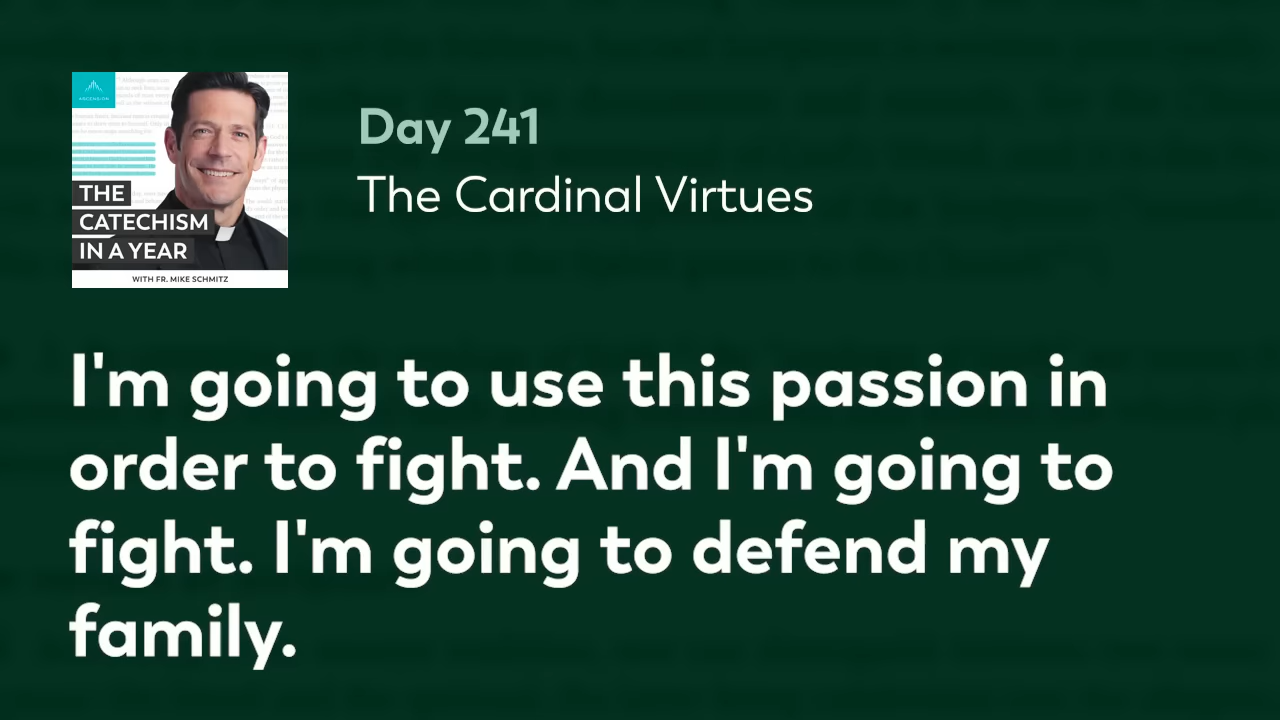 ASCENSION
THE
CATECHISM
IN A YEAR
WITH FR. MIKE SCHMITZ
Day 241
The Cardinal Virtues
I'm going to use this passion in
order to fight. And I'm going to
fight. I'm going to defend my
family.